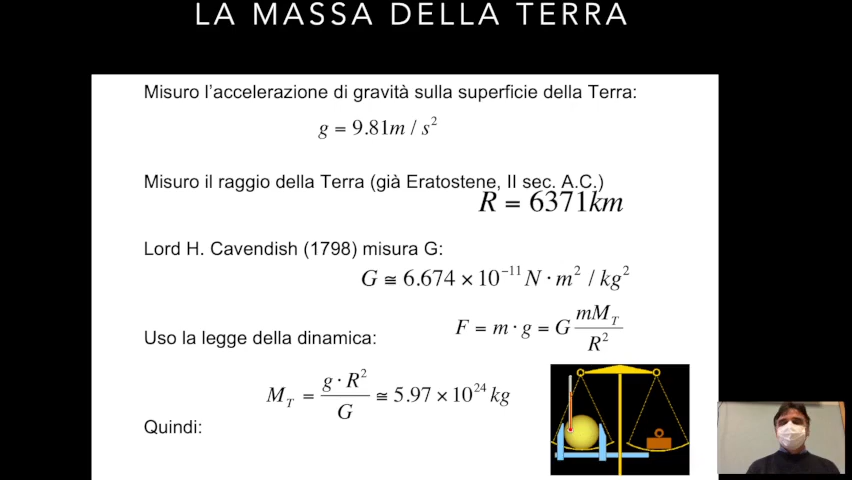 LA MASSA DELLA TERRA
Misuro l'accelerazione di gravità sulla superficie della Terra:
g = 9.81m / s²
Misuro il raggio della Terra (già Eratostene, II sec. A.C.)
R = 6371km
Lord H. Cavendish (1798) misura G:
G ≅ 6.674 × 10⁻¹¹ N · m² / kg²
Uso la legge della dinamica:
F = m · g = G mM_T / R²
M_T = g · R² / G ≅ 5.97 × 10²⁴ kg
Quindi: